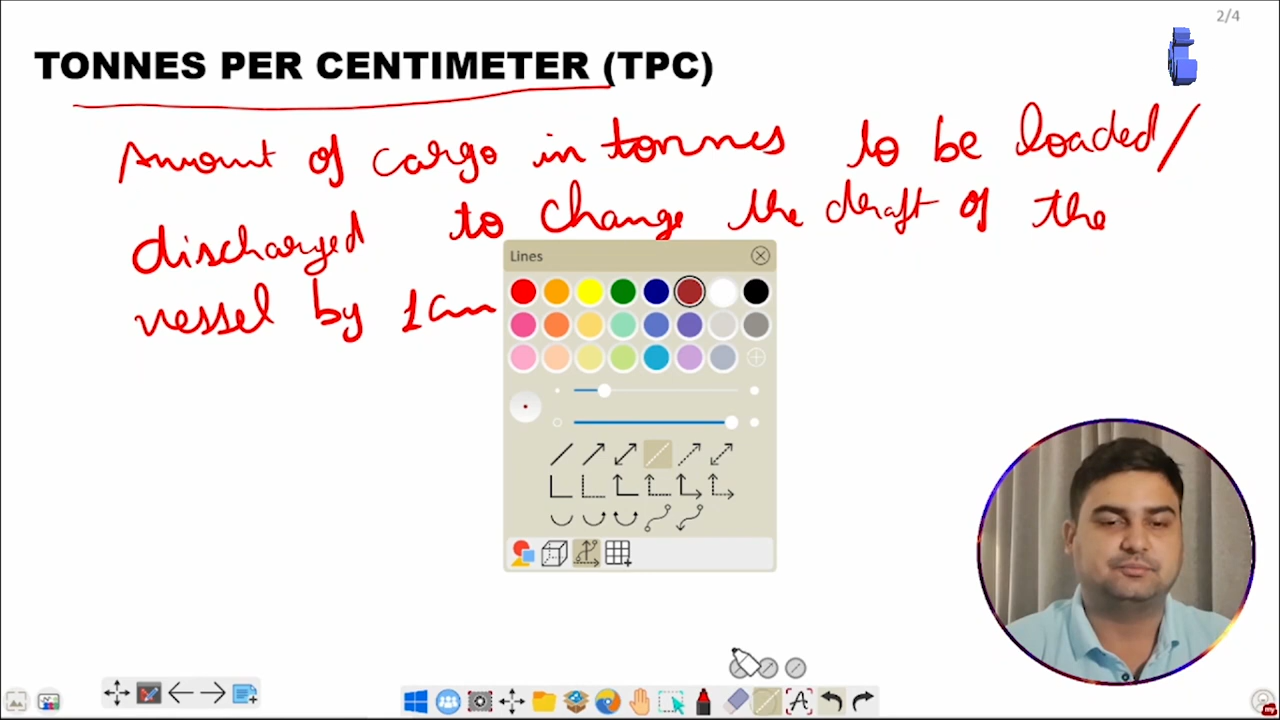 2/4
TONNES PER CENTIMETER (TPC)
Amount of cargo in tonnes to be loaded/
discharged to change the draft of the
vessel by 1cm
Lines